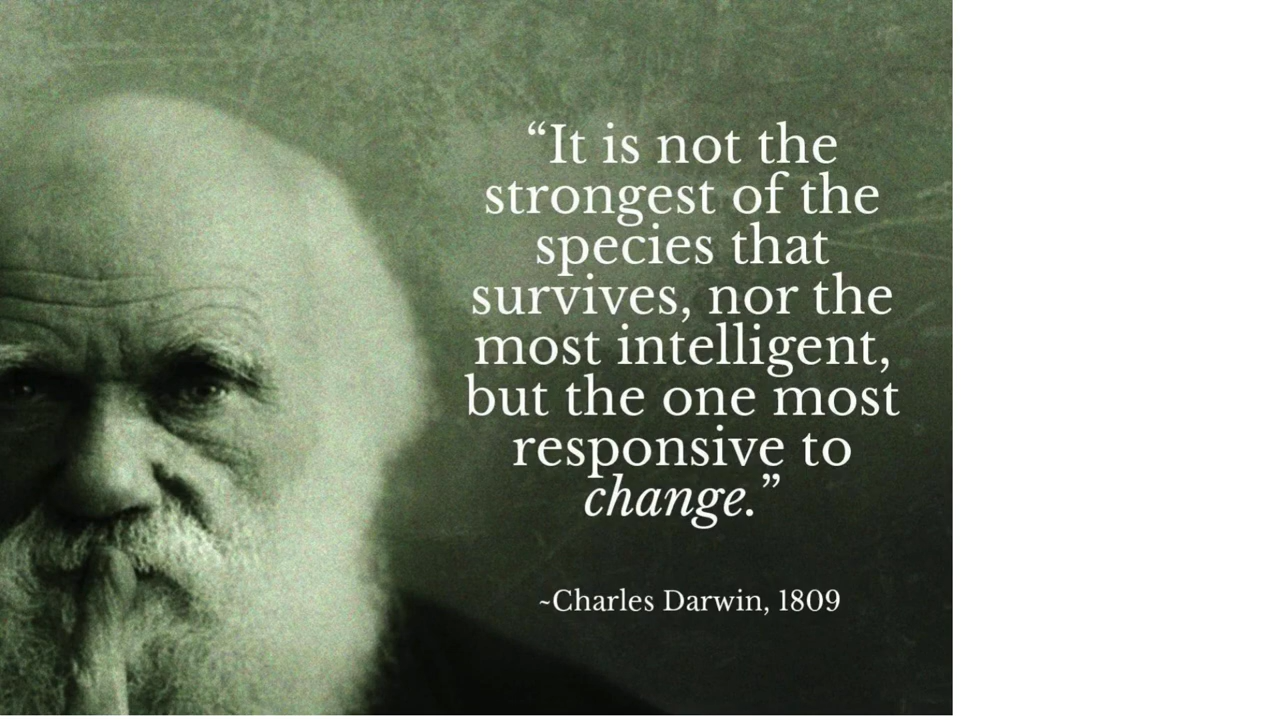 “It is not the
strongest of the
species that
survives, nor the
most intelligent,
but the one most
responsive to
change.”
~Charles Darwin, 1809